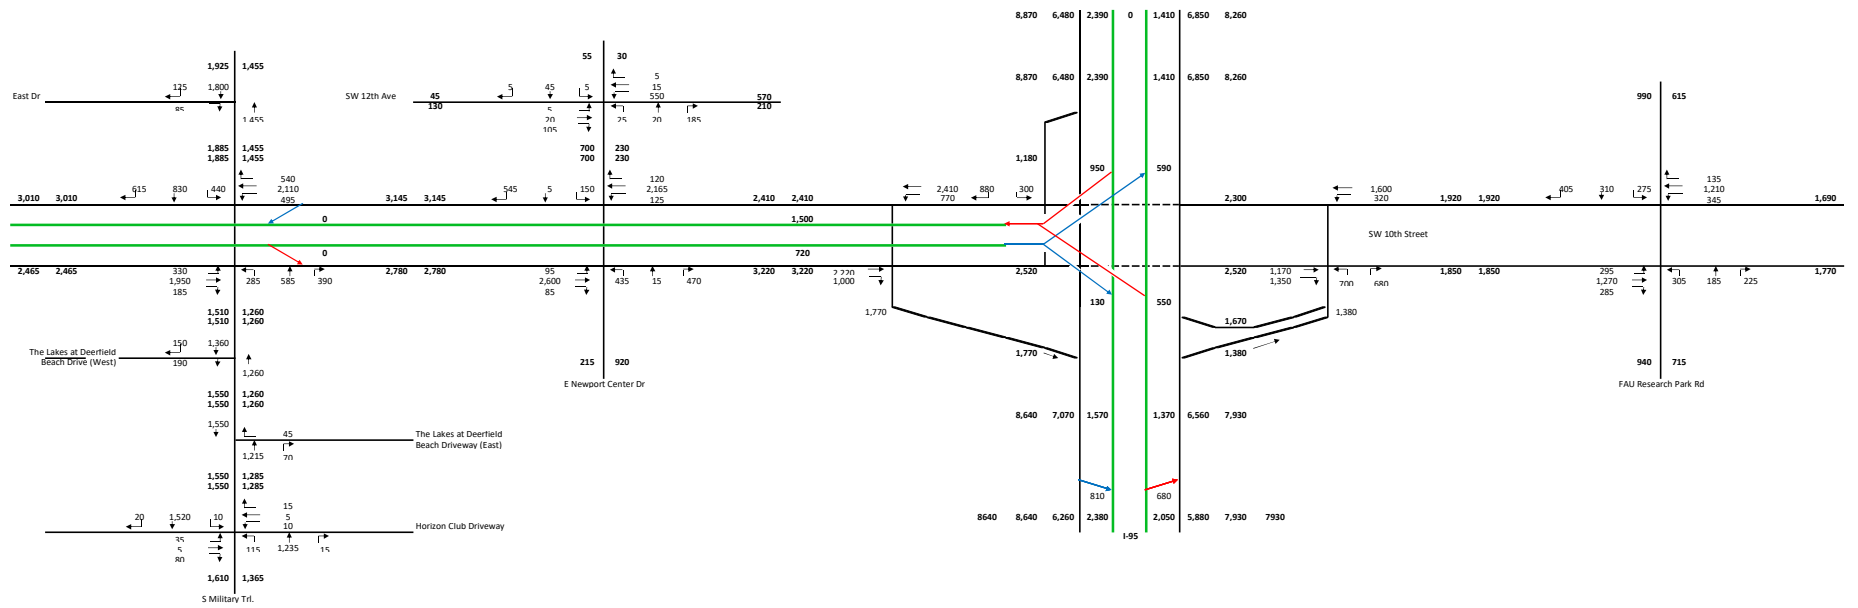 8,870 6,480 2,390 0 1,410 6,850 8,260
55 30
1,925 1,455
5
8,870 6,480 2,390 1,410 6,850 8,260
125 1,800
5 45 5 15
East Dr
SW 12th Ave 45 550 570
990 615
85
130 5 210
1,455
20 25 20 185
105
1,885 1,455
700 230
1,885 1,455
700 230
1,180
950 590
540
120
135
615 830 440 2,110
545 5 150 2,165
2,410 880 300
1,600
405 310 275 1,210
3,010 3,010 495 3,145 3,145
125 2,410 2,410
770
2,300
320 1,920 1,920
345 1,690
0
1,500
SW 10th Street
0
720
2,465 2,465 330 2,780 2,780 95 3,220 3,220 2,220
2,520 2,520 1,170 1,850 1,850 295 1,770
1,950 285 585 390
2,600 435 15 470
1,000
1,350 700 680
1,270 305 185 225
185
85
285
130 550
1,510 1,260
1,770
1,380
1,510 1,260
1,670
150 1,360
The Lakes at Deerfield
1,770
1,380
Beach Drive (West)
190
215 920
940 715
1,260
E Newport Center Dr
FAU Research Park Rd
1,550 1,260
1,550 1,260
8,640 7,070 1,570 1,370 6,560 7,930
1,550
45
The Lakes at Deerfield
Beach Driveway (East)
1,215 70
1,550 1,285
1,550 1,285
810 680
15
20 1,520 10 5
8640 8,640 6,260 2,380 2,050 5,880 7,930 7930
10
Horizon Club Driveway
I-95
35
5 115 1,235 15
80
1,610 1,365
S Military Trl.